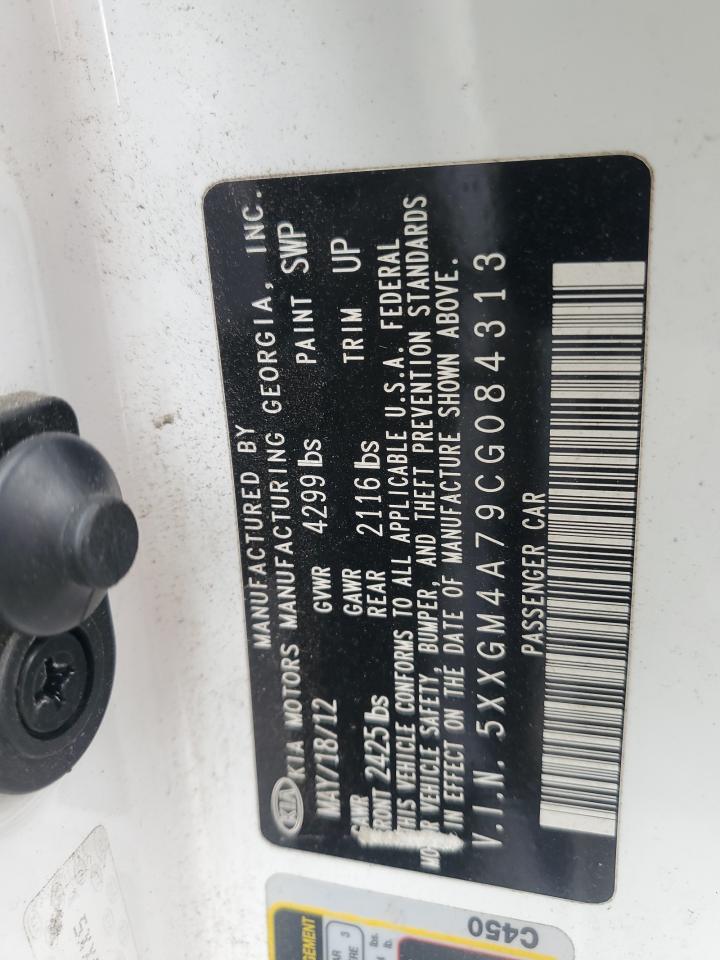 MANUFACTURED BY
KIA KIA MOTORS MANUFACTURING GEORGIA, INC.
MAY/18/12 GVWR 4299 lbs PAINT SWP
GAWR FRONT 2425 lbs GAWR REAR 2116 lbs TRIM UP
THIS VEHICLE CONFORMS TO ALL APPLICABLE U.S.A. FEDERAL
MOTOR VEHICLE SAFETY, BUMPER, AND THEFT PREVENTION STANDARDS
IN EFFECT ON THE DATE OF MANUFACTURE SHOWN ABOVE.
V.I.N. 5XXGM4A79CG084313
PASSENGER CAR
C450